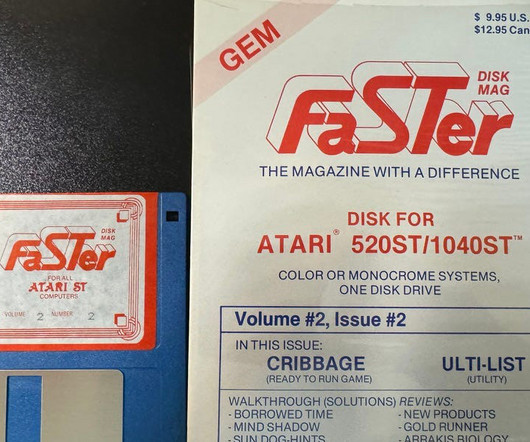 GEM
$ 9.95 U.S.
$12.95 Can
FaSTer
DISK
MAG
THE MAGAZINE WITH A DIFFERENCE
DISK FOR
ATARI® 520ST/1040ST™
COLOR OR MONOCROME SYSTEMS,
ONE DISK DRIVE
Volume #2, Issue #2
IN THIS ISSUE:
CRIBBAGE
(READY TO RUN GAME)
ULTI-LIST
(UTILITY)
WALKTHROUGH (SOLUTIONS) REVIEWS:
- BORROWED TIME
- MIND SHADOW
- SUN DOG-HINTS
- NEW PRODUCTS
- GOLD RUNNER
- ARRAKIS BIOLOGY
FaSTer
DISK
MAG
FOR ALL
ATARI ST
COMPUTERS
VOLUME 2 NUMBER 2